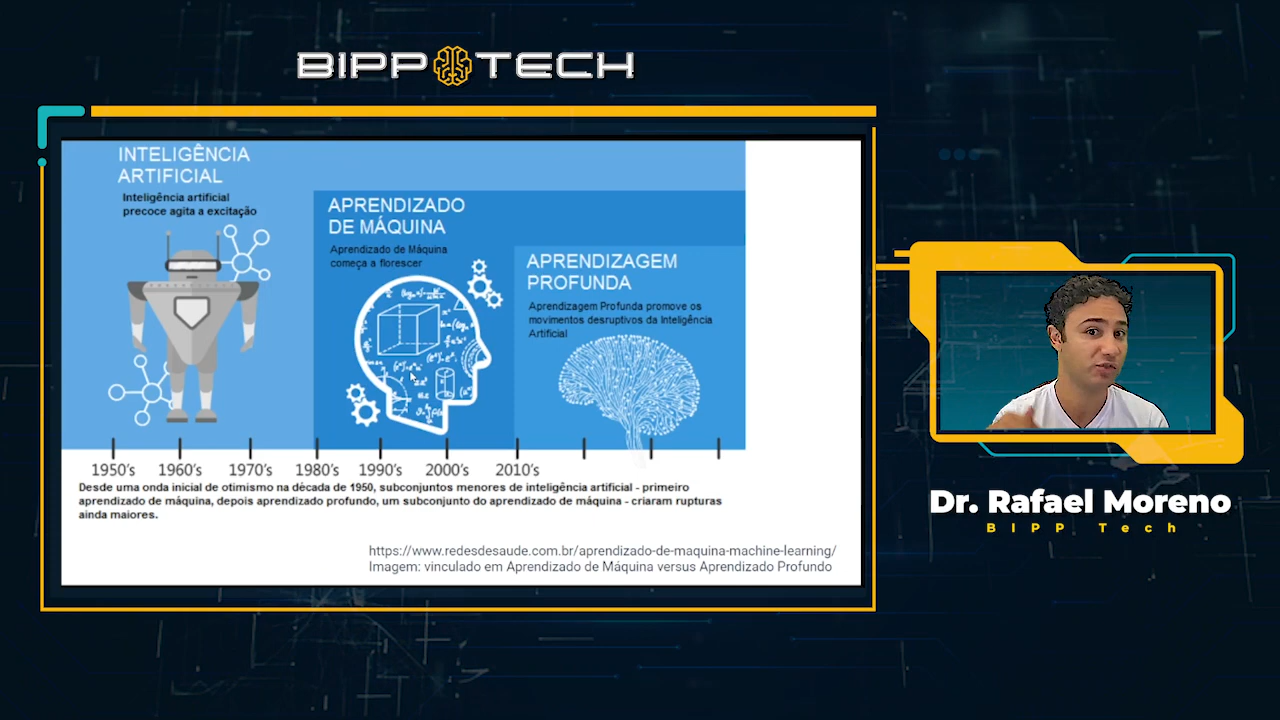 BIPP TECH
INTELIGÊNCIA
ARTIFICIAL
Inteligência artificial
precoce agita a excitação
APRENDIZADO
DE MÁQUINA
Aprendizado de Máquina
começa a florescer
APRENDIZAGEM
PROFUNDA
Aprendizagem Profunda promove os
movimentos desruptivos da Inteligência
Artificial
1950's 1960's 1970's 1980's 1990's 2000's 2010's
Desde uma onda inicial de otimismo na dècada de 1950, subconjuntos menores de inteligência artificial - primeiro
aprendizado de máquina, depois aprendizado profundo, um subconjunto do aprendizado de máquina - criaram rupturas
ainda maiores.
https://www.redesdesaude.com.br/aprendizado-de-maquina-machine-learning/
Imagem: vinculado em Aprendizado de Máquina versus Aprendizado Profundo
Dr. Rafael Moreno
BIPP Tech